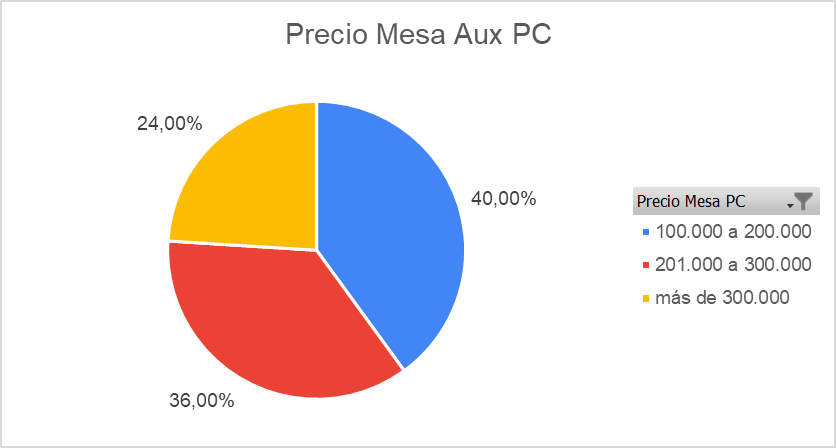 Precio Mesa Aux PC
24,00%
40,00%
36,00%
Precio Mesa PC
100.000 a 200.000
201.000 a 300.000
más de 300.000